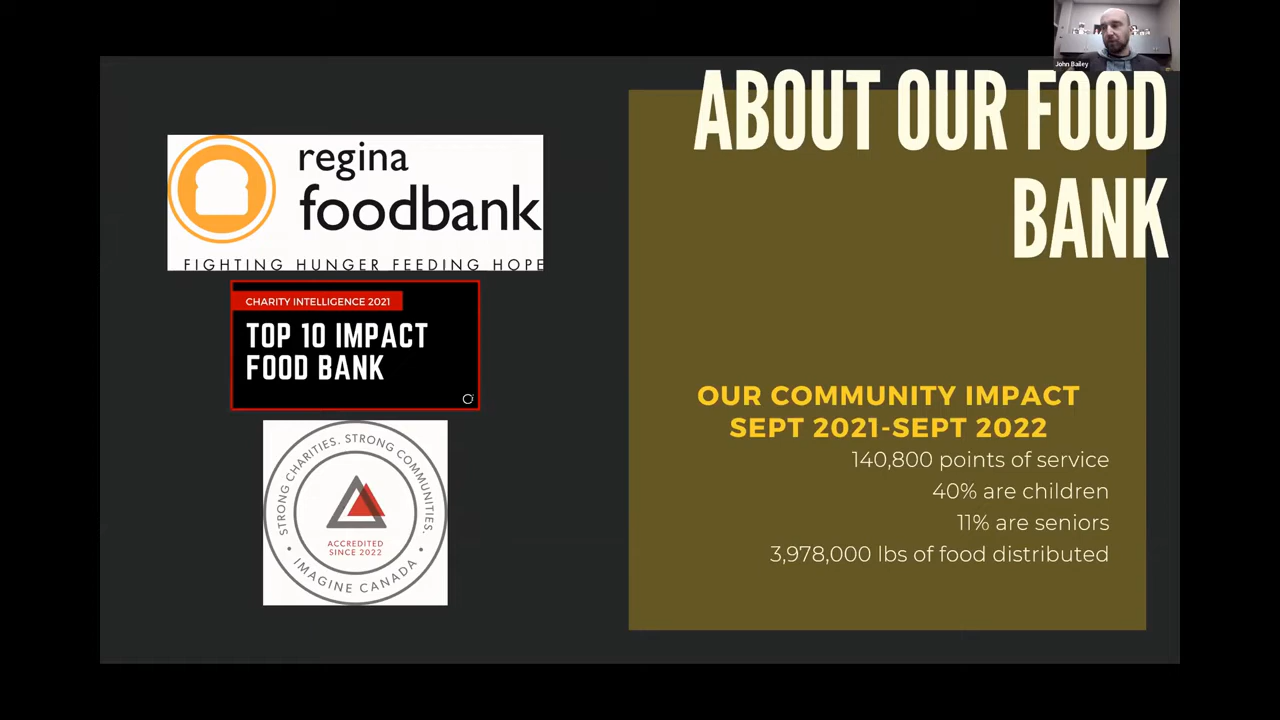 John Bailey
ABOUT OUR FOOD
BANK
regina
foodbank
FIGHTING HUNGER FEEDING HOPE
CHARITY INTELLIGENCE 2021
TOP 10 IMPACT
FOOD BANK
STRONG CHARITIES. STRONG COMMUNITIES.
ACCREDITED
SINCE 2022
• IMAGINE CANADA •
OUR COMMUNITY IMPACT
SEPT 2021-SEPT 2022
140,800 points of service
40% are children
11% are seniors
3,978,000 lbs of food distributed